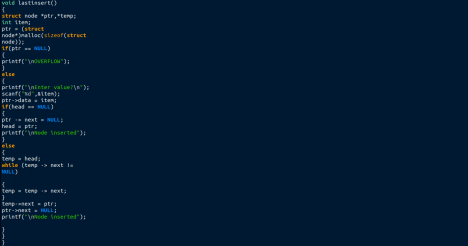 void lastinsert()
{
struct node *ptr,*temp;
int item;
ptr = (struct
node*)malloc(sizeof(struct
node));
if(ptr == NULL)
{
printf("\nOVERFLOW");
}
else
{
printf("\nEnter value?\n");
scanf("%d",&item);
ptr->data = item;
if(head == NULL)
{
ptr -> next = NULL;
head = ptr;
printf("\nNode inserted");
}
else
{
temp = head;
while (temp -> next !=
NULL)
{
temp = temp -> next;
}
temp->next = ptr;
ptr->next = NULL;
printf("\nNode inserted");
}
}
}